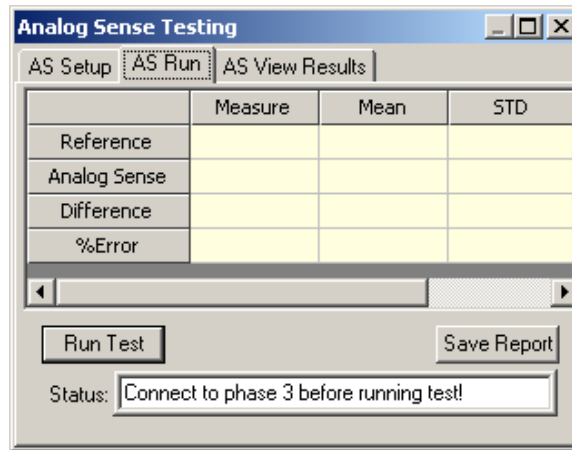 Analog Sense Testing
AS Setup AS Run AS View Results
Measure Mean STD
Reference
Analog Sense
Difference
%Error
Run Test Save Report
Status: Connect to phase 3 before running test!